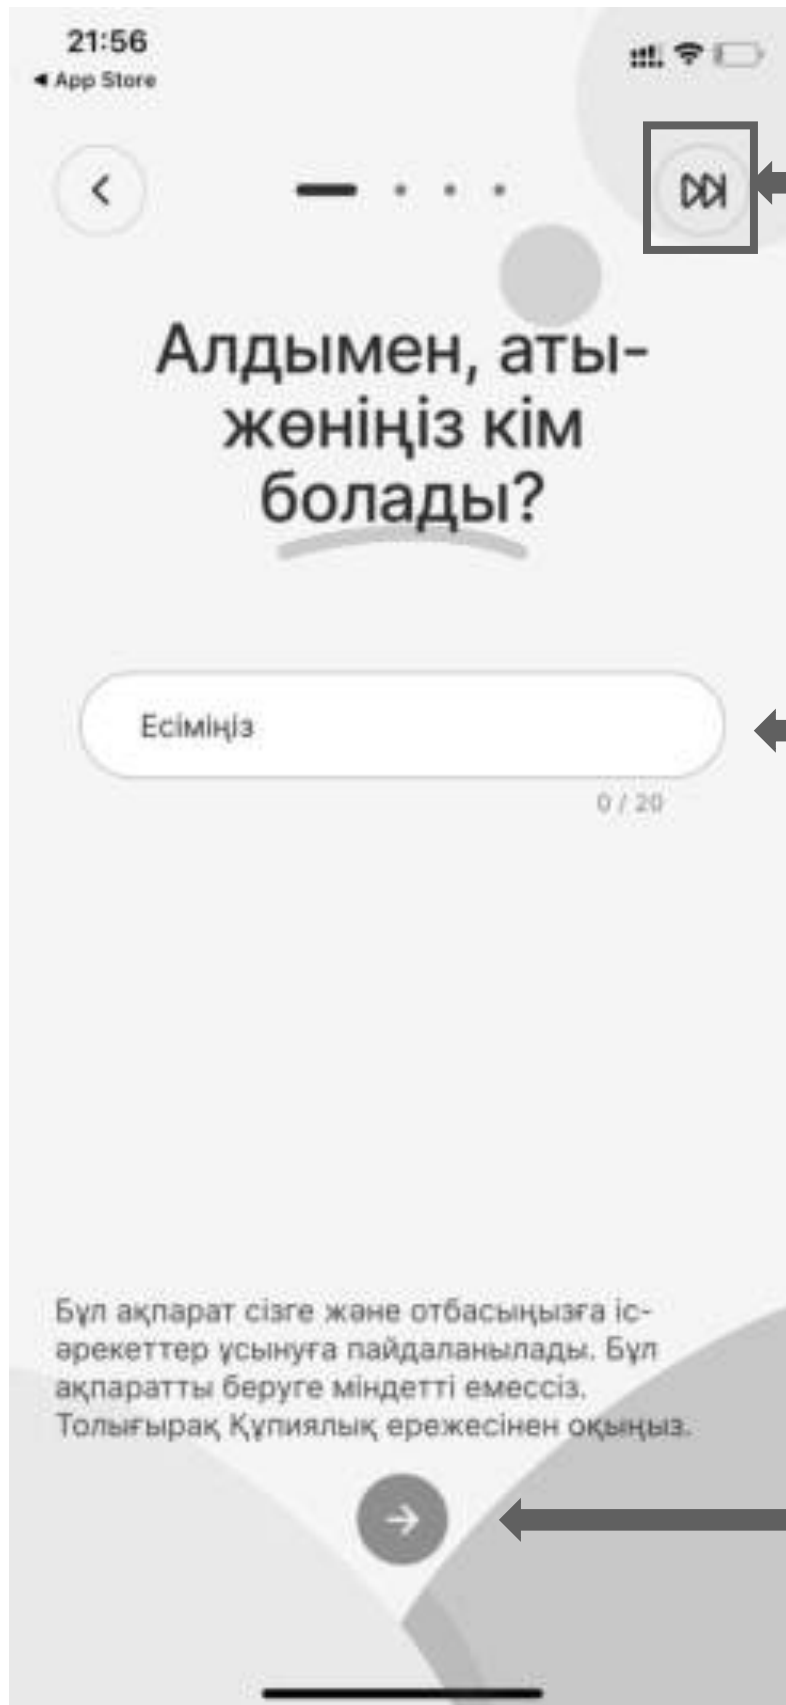 21:56
◀ App Store
Алдымен, аты-
жөніңіз кім
болады?
Есіміңіз
0 / 20
Бұл ақпарат сізге және отбасыңызға іс-
әрекеттер ұсынуға пайдаланылады. Бұл
ақпаратты беруге міндетті емессіз.
Толығырақ Құпиялық ережесінен оқыңыз.